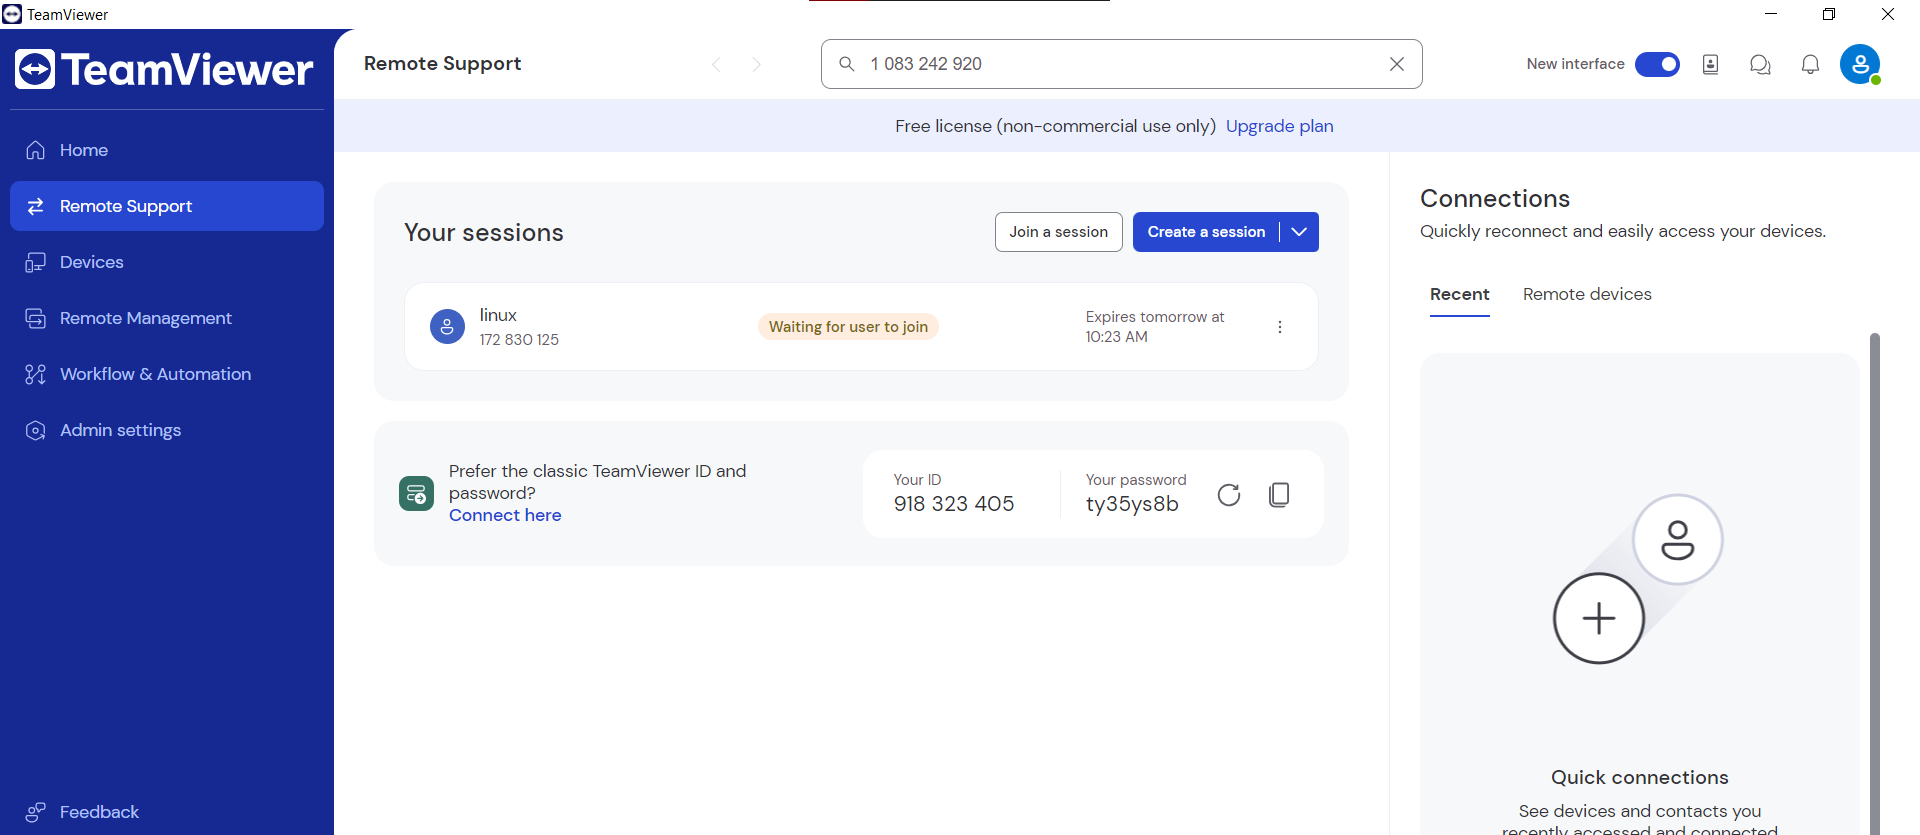 TeamViewer
TeamViewer
Home
Remote Support
Devices
Remote Management
Workflow & Automation
Admin settings
Feedback
Remote Support
1 083 242 920
New interface
Free license (non-commercial use only) Upgrade plan
Your sessions
Join a session
Create a session
linux
172 830 125
Waiting for user to join
Expires tomorrow at
10:23 AM
Prefer the classic TeamViewer ID and
password?
Connect here
Your ID
918 323 405
Your password
ty35ys8b
Connections
Quickly reconnect and easily access your devices.
Recent
Remote devices
Quick connections
See devices and contacts you
recently accessed and connected